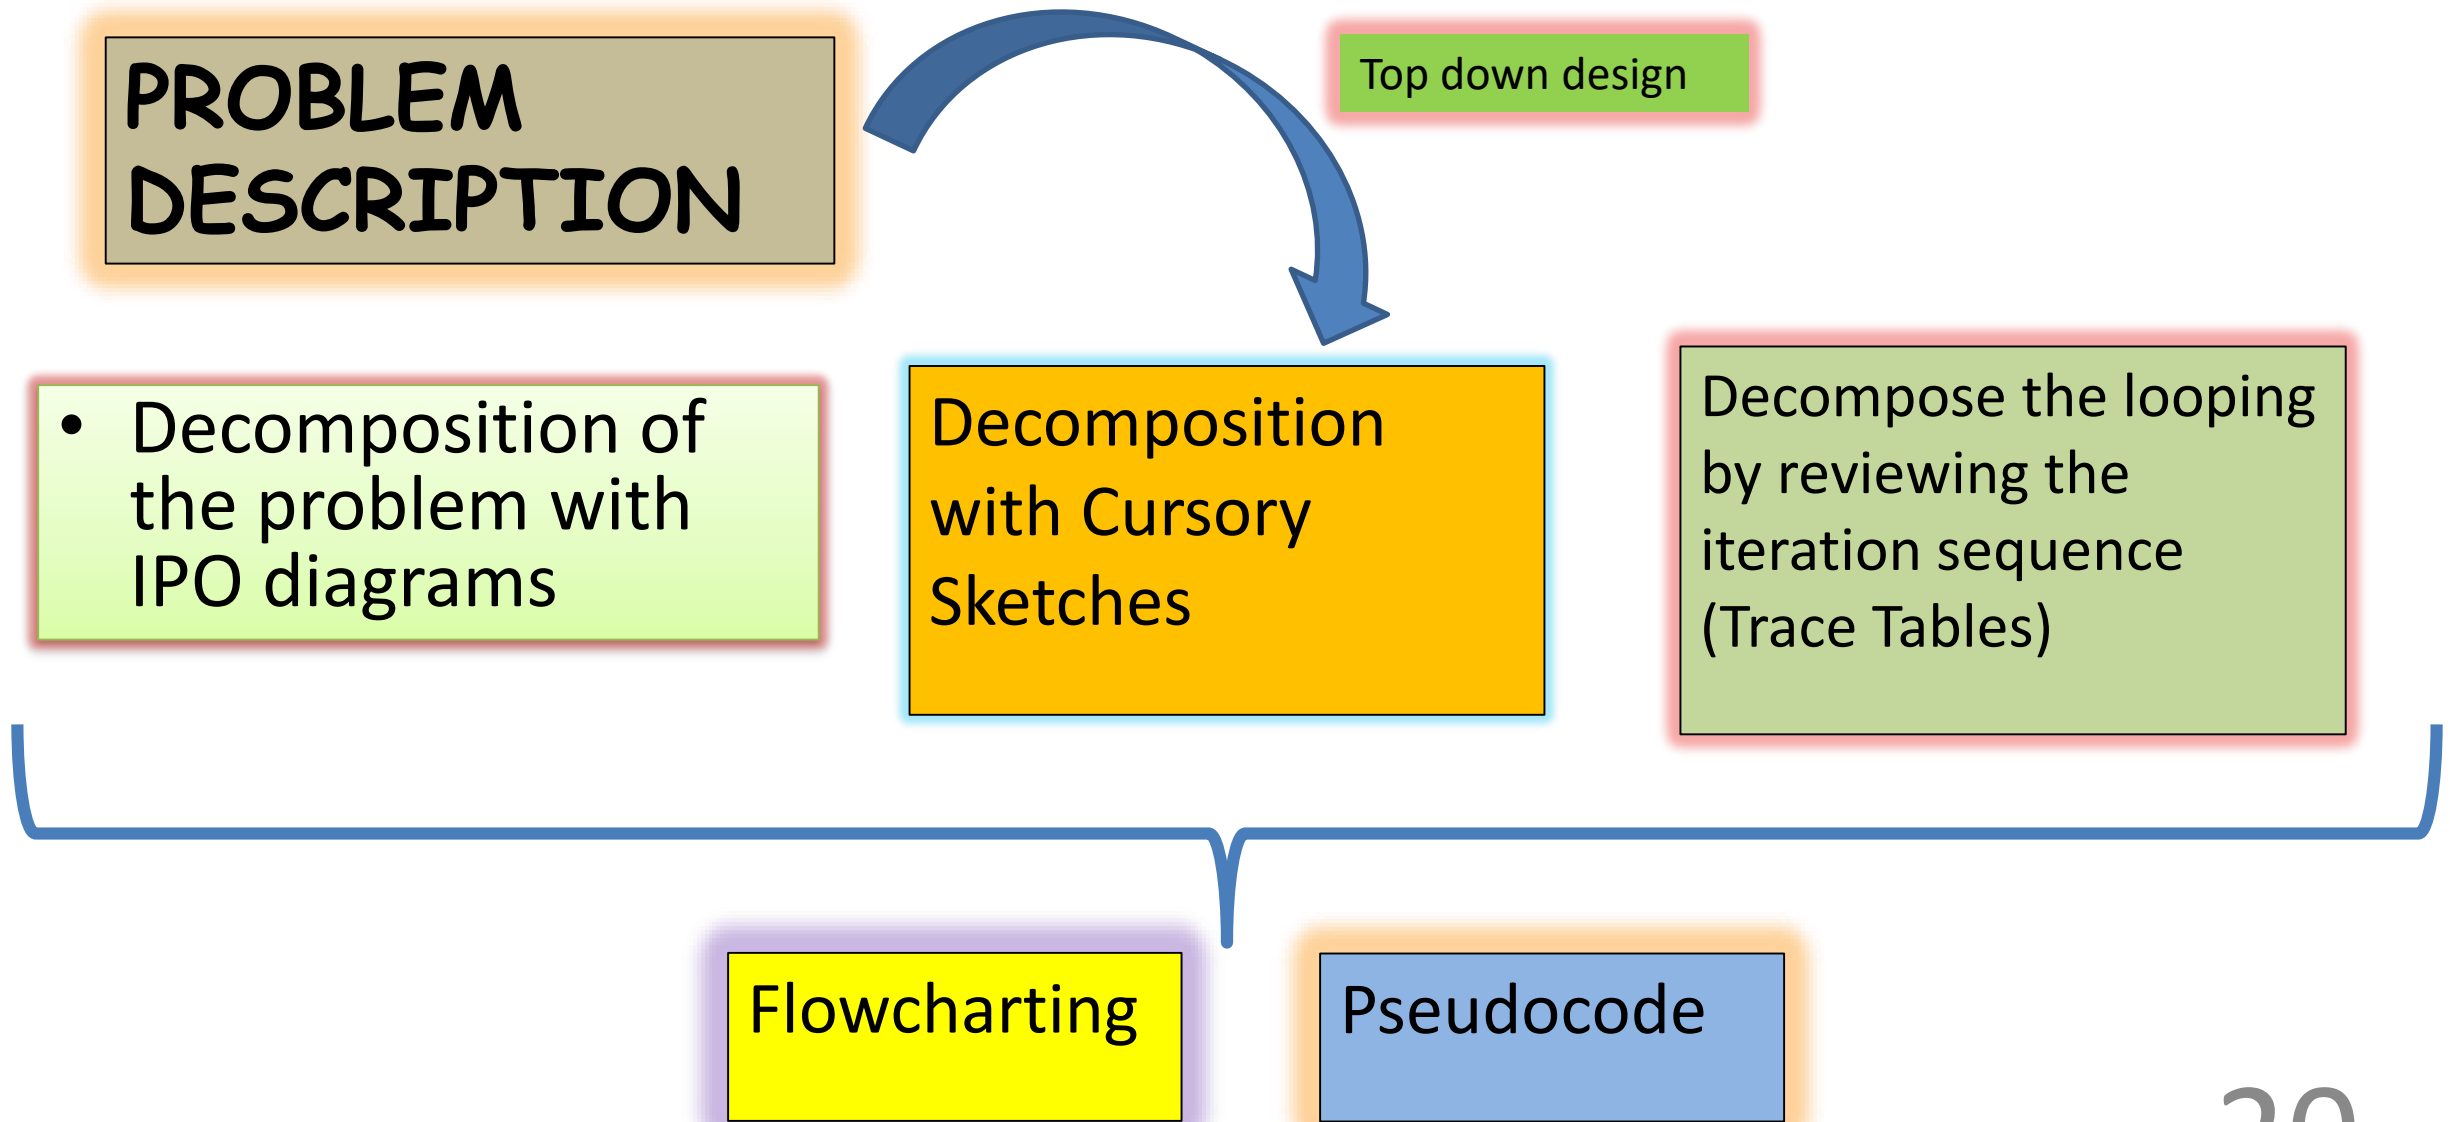 PROBLEM
DESCRIPTION
Top down design
• Decomposition of
the problem with
IPO diagrams
Decomposition
with Cursory
Sketches
Decompose the looping
by reviewing the
iteration sequence
(Trace Tables)
Flowcharting
Pseudocode